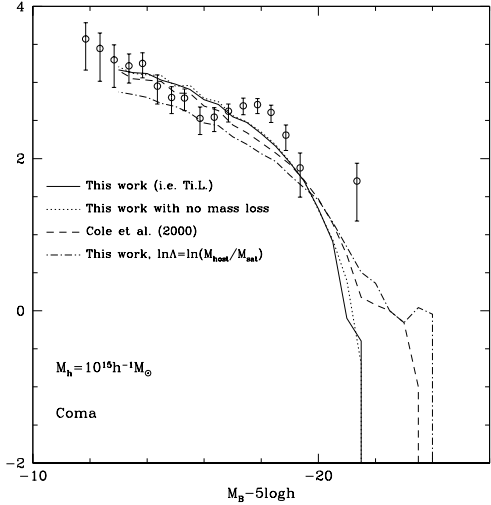 4
2
This work (i.e. Ti.L.)
This work with no mass loss
Cole et al. (2000)
This work, lnΛ=ln(M_host/M_sat)
0
M_h=10^15h^-1M_⊙
Coma
-2
-10
-20
M_B-5logh